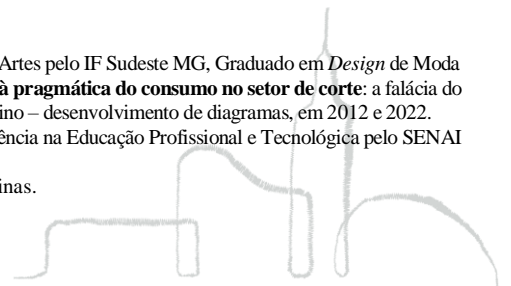 Artes pelo IF Sudeste MG, Graduado em Design de Moda
à pragmática do consumo no setor de corte: a falácia do
ino – desenvolvimento de diagramas, em 2012 e 2022.
ência na Educação Profissional e Tecnológica pelo SENAI
inas.